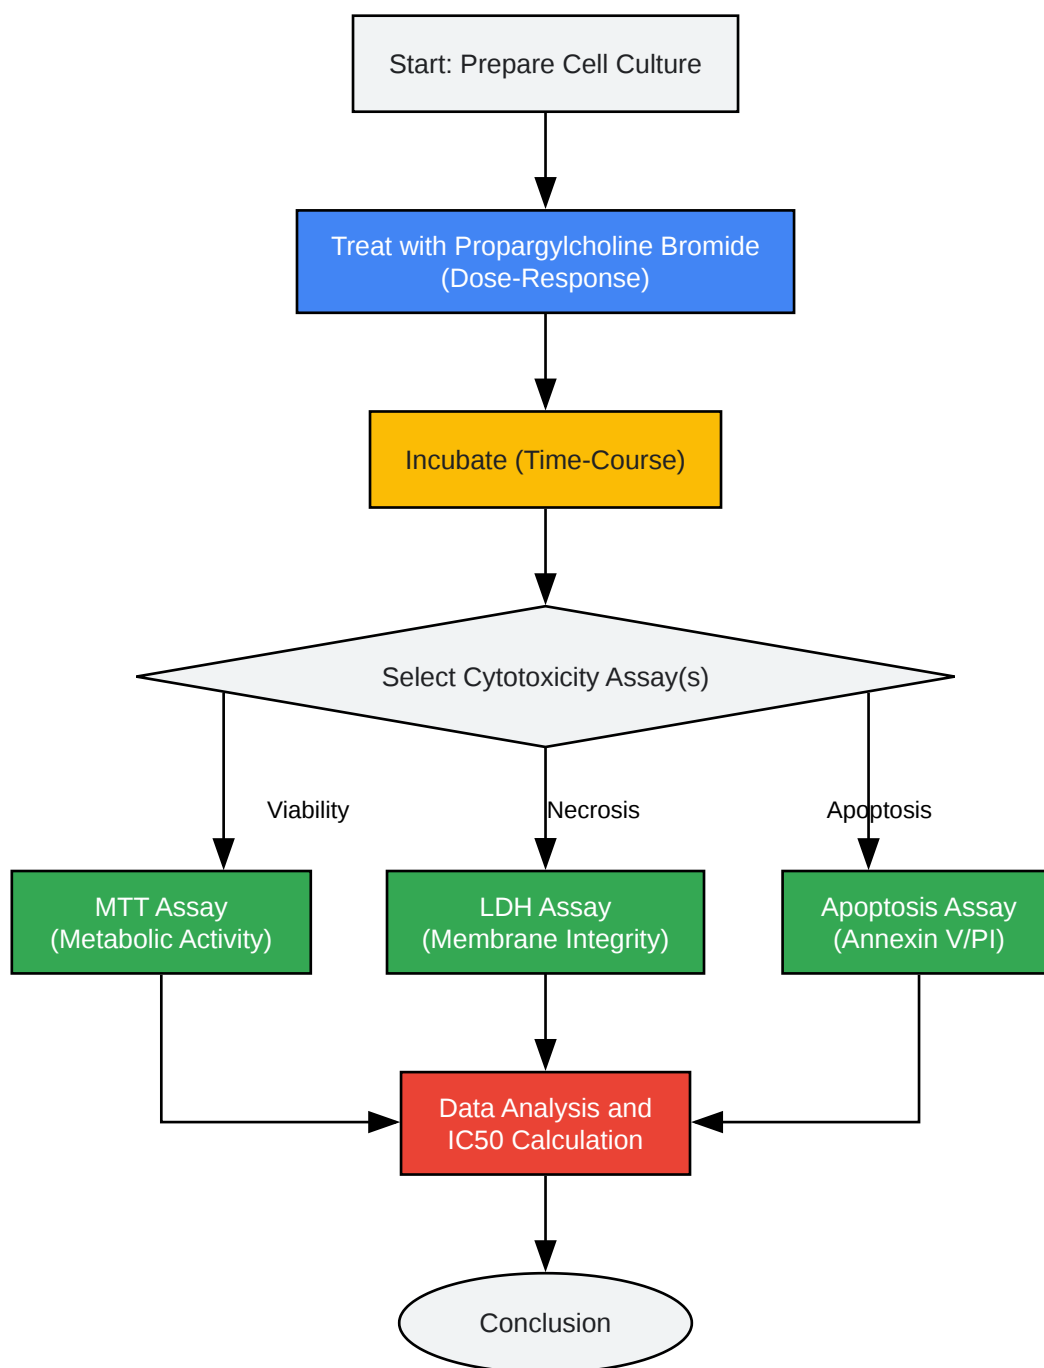 Start: Prepare Cell Culture
Treat with Propargylcholine Bromide
(Dose-Response)
Incubate (Time-Course)
Select Cytotoxicity Assay(s)
Viability
Necrosis
Apoptosis
MTT Assay
(Metabolic Activity)
LDH Assay
(Membrane Integrity)
Apoptosis Assay
(Annexin V/PI)
Data Analysis and
IC50 Calculation
Conclusion